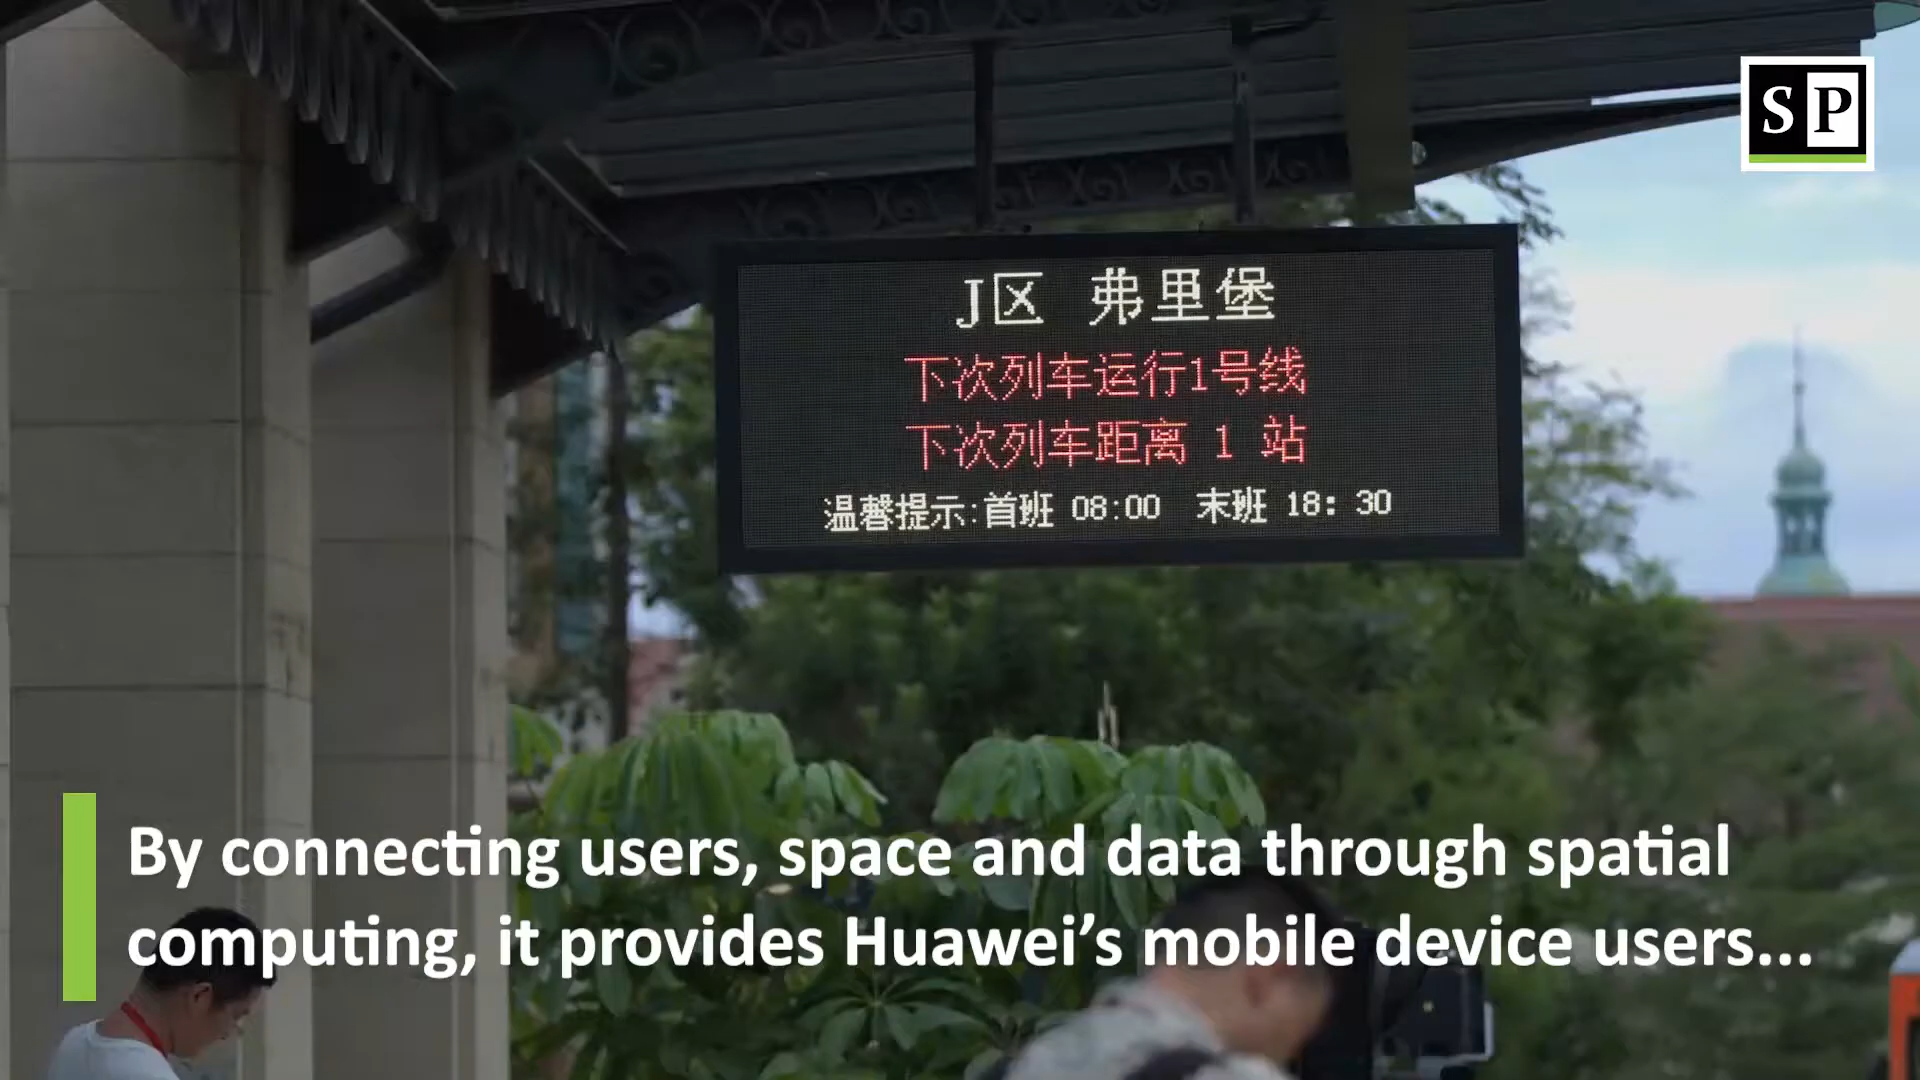 SP
J区 弗里堡
下次列车运行1号线
下次列车距离 1 站
温馨提示:首班 08:00 末班 18:30
By connecting users, space and data through spatial
computing, it provides Huawei’s mobile device users...